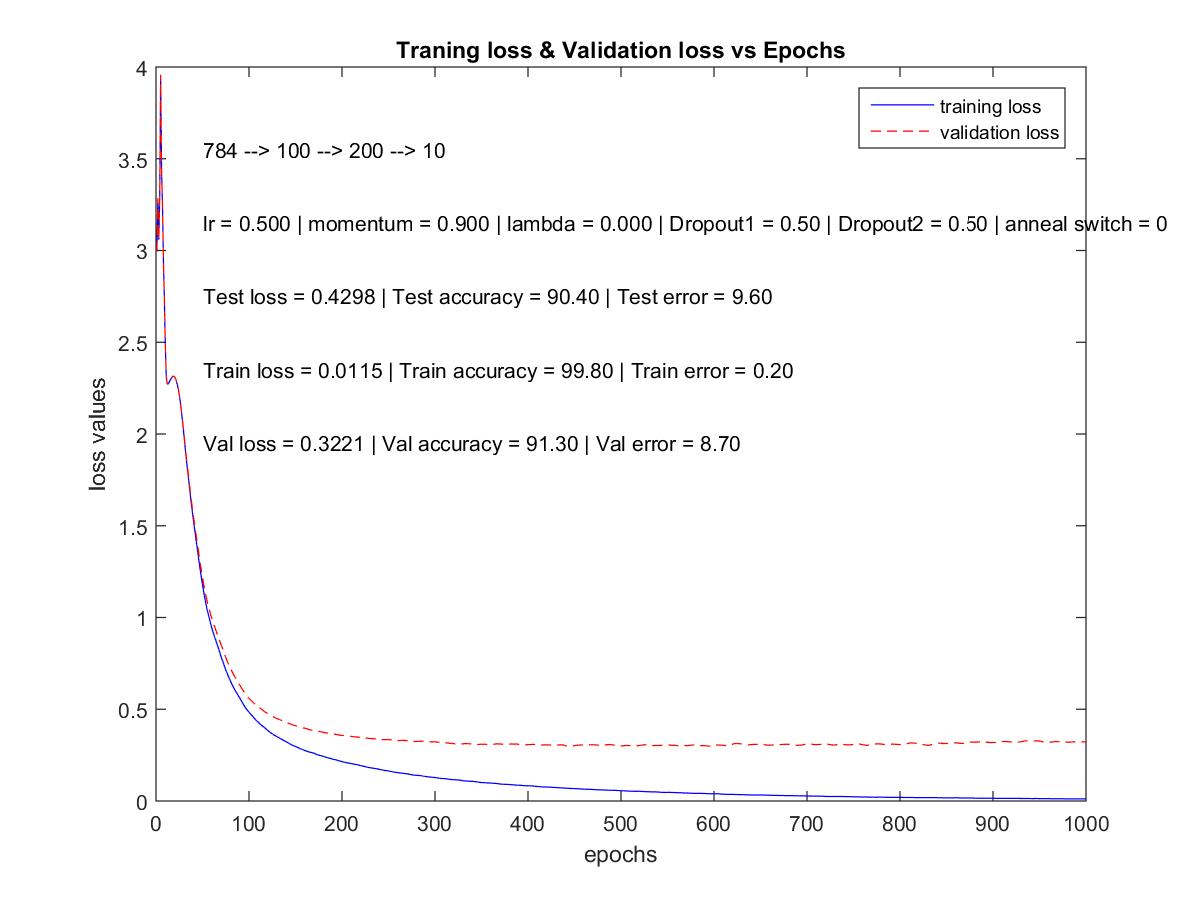 Traning loss & Validation loss vs Epochs
4
training loss
validation loss
3.5
784 --> 100 --> 200 --> 10
lr = 0.500 | momentum = 0.900 | lambda = 0.000 | Dropout1 = 0.50 | Dropout2 = 0.50 | anneal switch = 0
3
Test loss = 0.4298 | Test accuracy = 90.40 | Test error = 9.60
2.5
Train loss = 0.0115 | Train accuracy = 99.80 | Train error = 0.20
loss values
2
Val loss = 0.3221 | Val accuracy = 91.30 | Val error = 8.70
1.5
1
0.5
0
0 100 200 300 400 500 600 700 800 900 1000
epochs